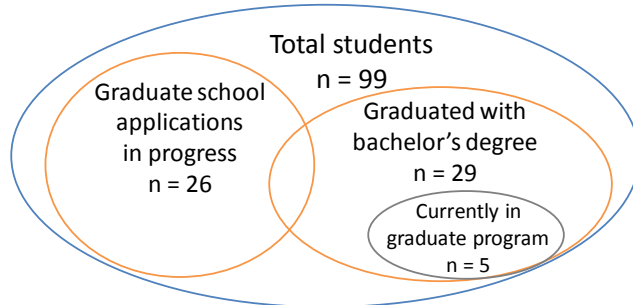 Total students
n = 99
Graduate school
applications
in progress
n = 26
Graduated with
bachelor’s degree
n = 29
Currently in
graduate program
n = 5